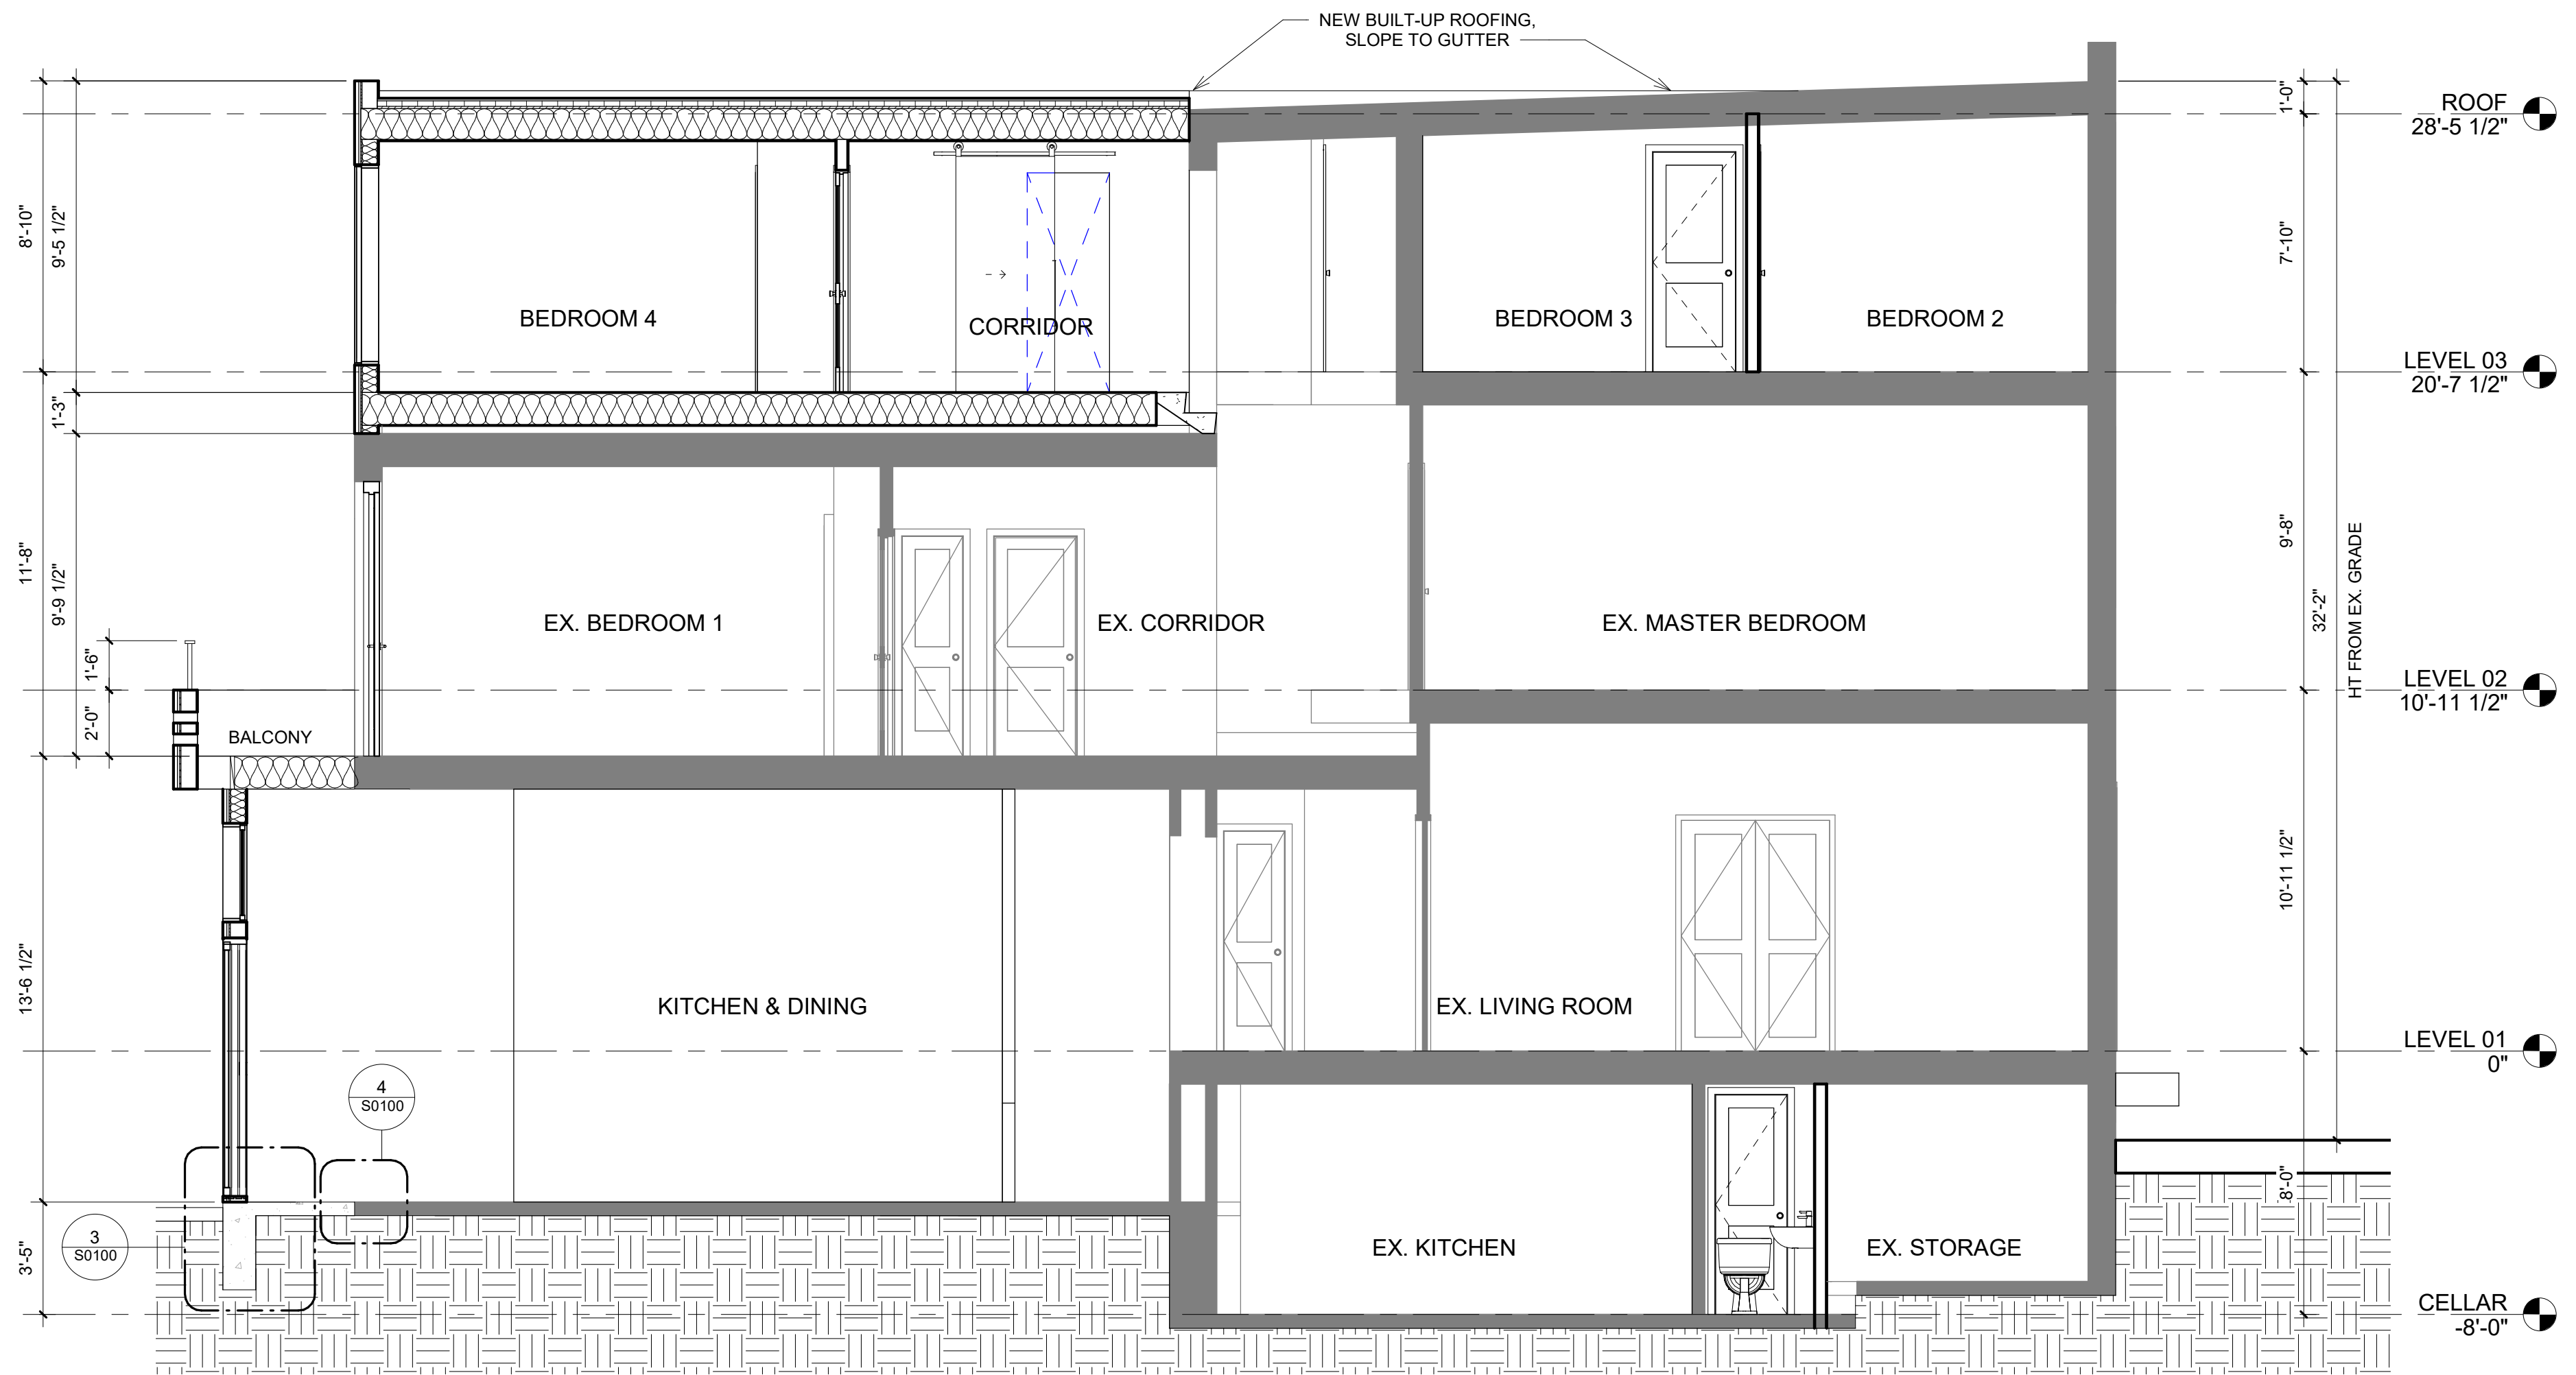 NEW BUILT-UP ROOFING,
SLOPE TO GUTTER
ROOF
28'-5 1/2"
1'-0"
8'-10"
9'-5 1/2"
7'-10"
BEDROOM 4
CORRIDOR
BEDROOM 3
BEDROOM 2
LEVEL 03
20'-7 1/2"
1'-3"
11'-8"
9'-9 1/2"
9'-8"
32'-2"
HT FROM EX. GRADE
EX. BEDROOM 1
EX. CORRIDOR
EX. MASTER BEDROOM
1'-6"
2'-0"
LEVEL 02
10'-11 1/2"
BALCONY
10'-11 1/2"
13'-6 1/2"
KITCHEN & DINING
EX. LIVING ROOM
LEVEL 01
0"
4
S0100
8'-0"
3
S0100
3'-5"
EX. KITCHEN
EX. STORAGE
CELLAR
-8'-0"